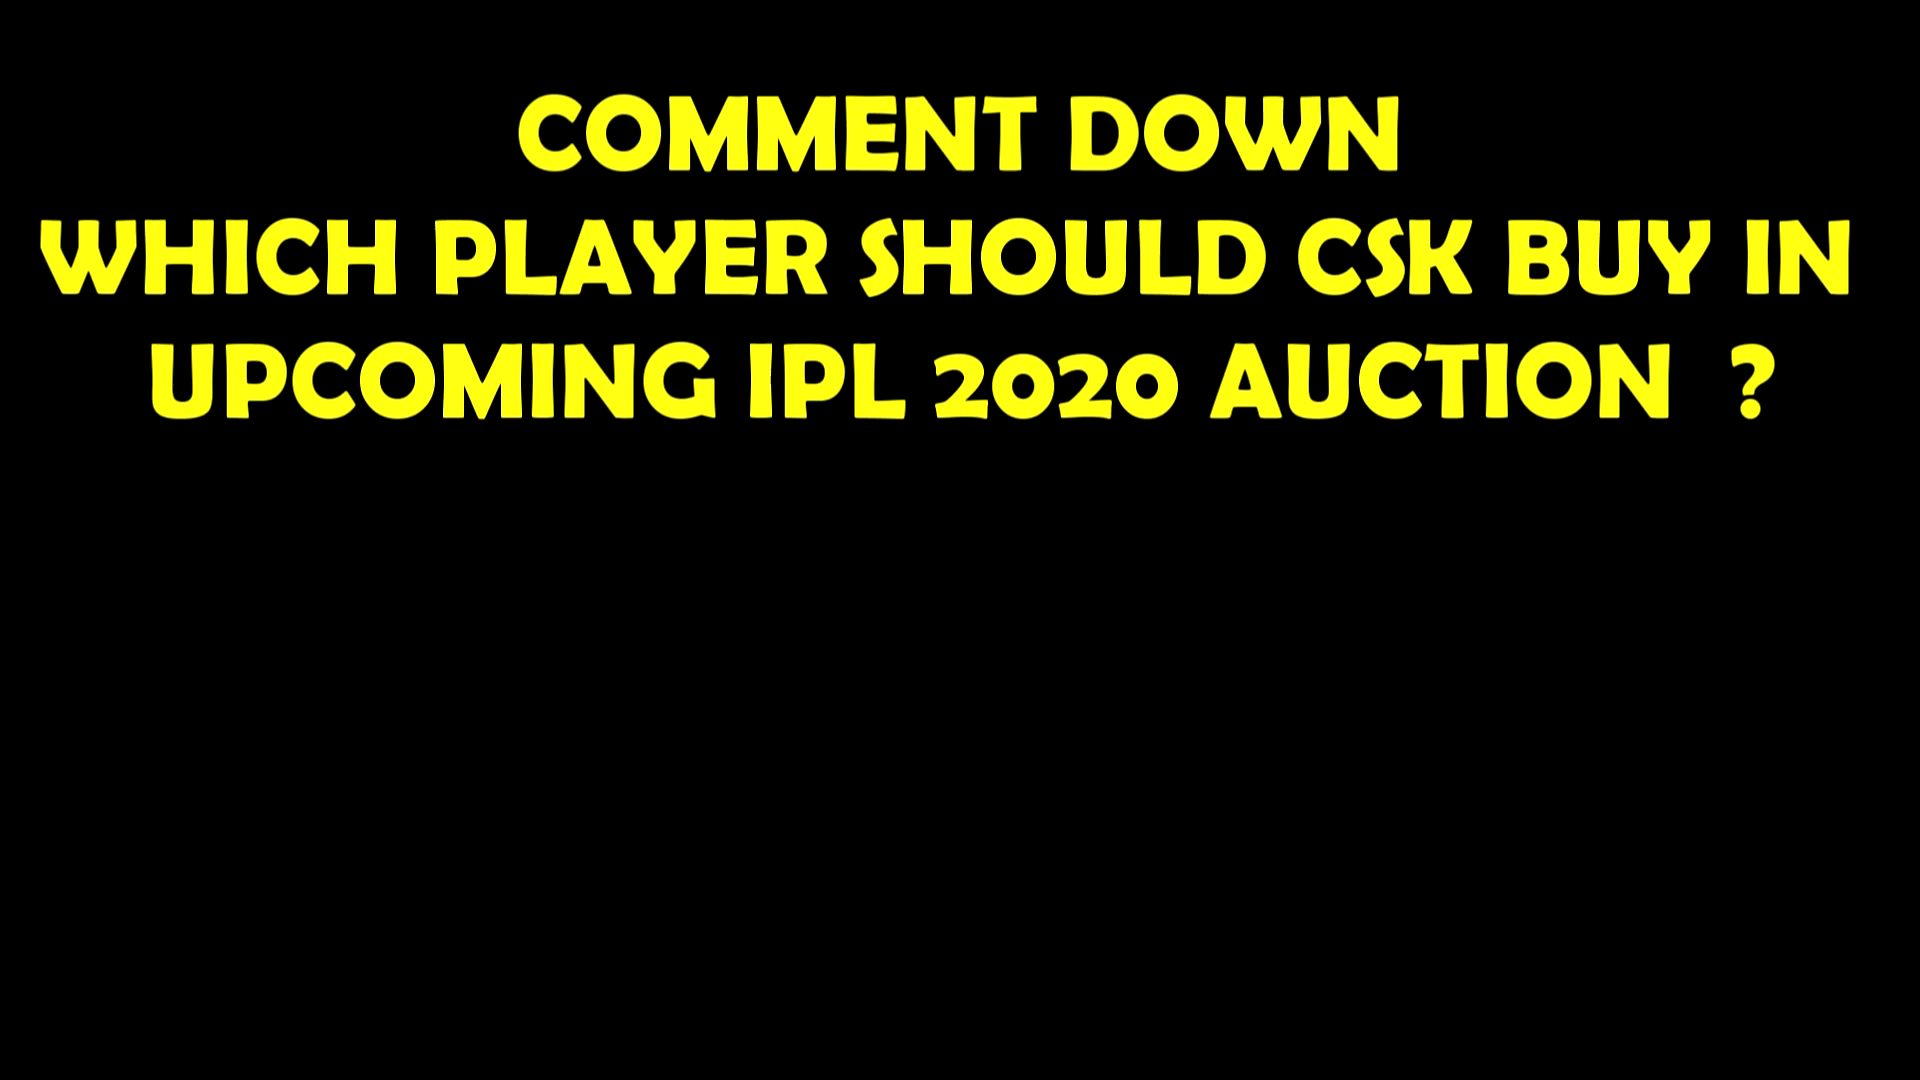 COMMENT DOWN
WHICH PLAYER SHOULD CSK BUY IN
UPCOMING IPL 2020 AUCTION ?